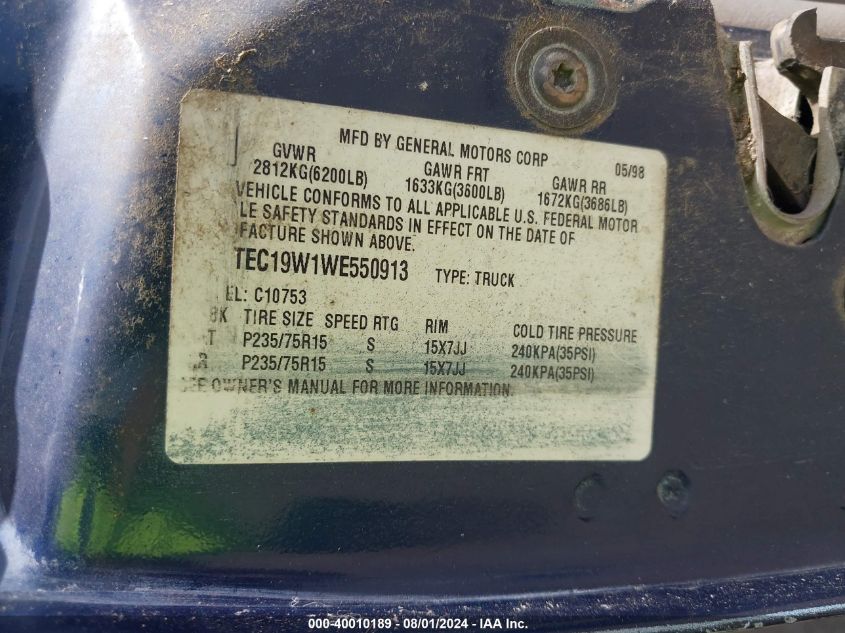 MFD BY GENERAL MOTORS CORP 05/98
GVWR GAWR FRT GAWR RR
2812KG(6200LB) 1633KG(3600LB) 1672KG(3686LB)
VEHICLE CONFORMS TO ALL APPLICABLE U.S. FEDERAL MOTOR
LE SAFETY STANDARDS IN EFFECT ON THE DATE OF
FACTURE SHOWN ABOVE.
TEC19W1WE550913 TYPE: TRUCK
EL: C10753
TIRE SIZE SPEED RTG RIM COLD TIRE PRESSURE
T P235/75R15 S 15X7JJ 240KPA(35PSI)
P235/75R15 S 15X7JJ 240KPA(35PSI)
SEE OWNER'S MANUAL FOR MORE INFORMATION.
000-40010189 - 08/01/2024 - IAA Inc.